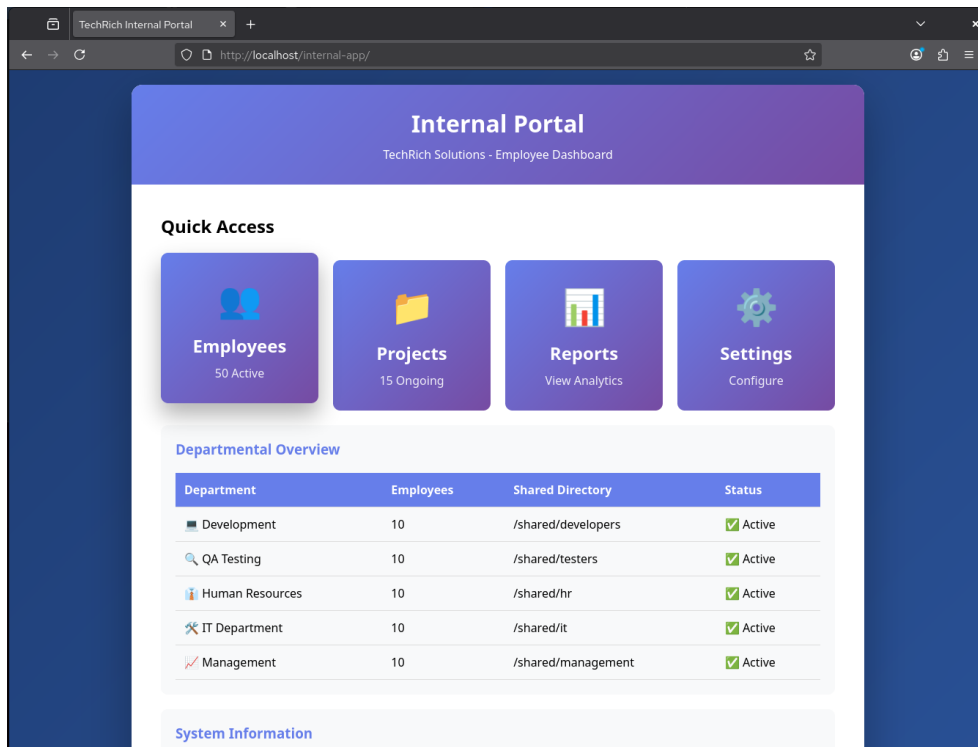 TechRich Internal Portal
http://localhost/internal-app/
Internal Portal
TechRich Solutions - Employee Dashboard
Quick Access
Employees
50 Active
Projects
15 Ongoing
Reports
View Analytics
Settings
Configure
Departmental Overview
Department Employees Shared Directory Status
Development 10 /shared/developers Active
QA Testing 10 /shared/testers Active
Human Resources 10 /shared/hr Active
IT Department 10 /shared/it Active
Management 10 /shared/management Active
System Information